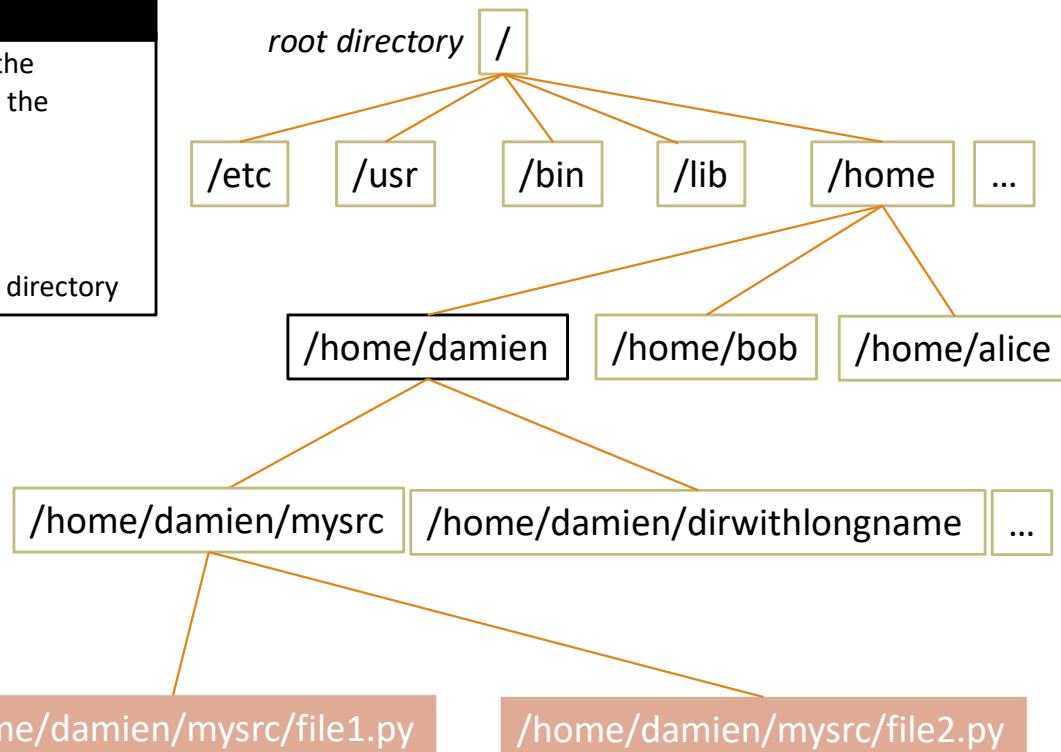 the
the
directory
root directory /
/etc /usr /bin /lib /home ...
/home/damien /home/bob /home/alice
/home/damien/mysrc /home/damien/dirwithlongname ...
me/damien/mysrc/file1.py /home/damien/mysrc/file2.py